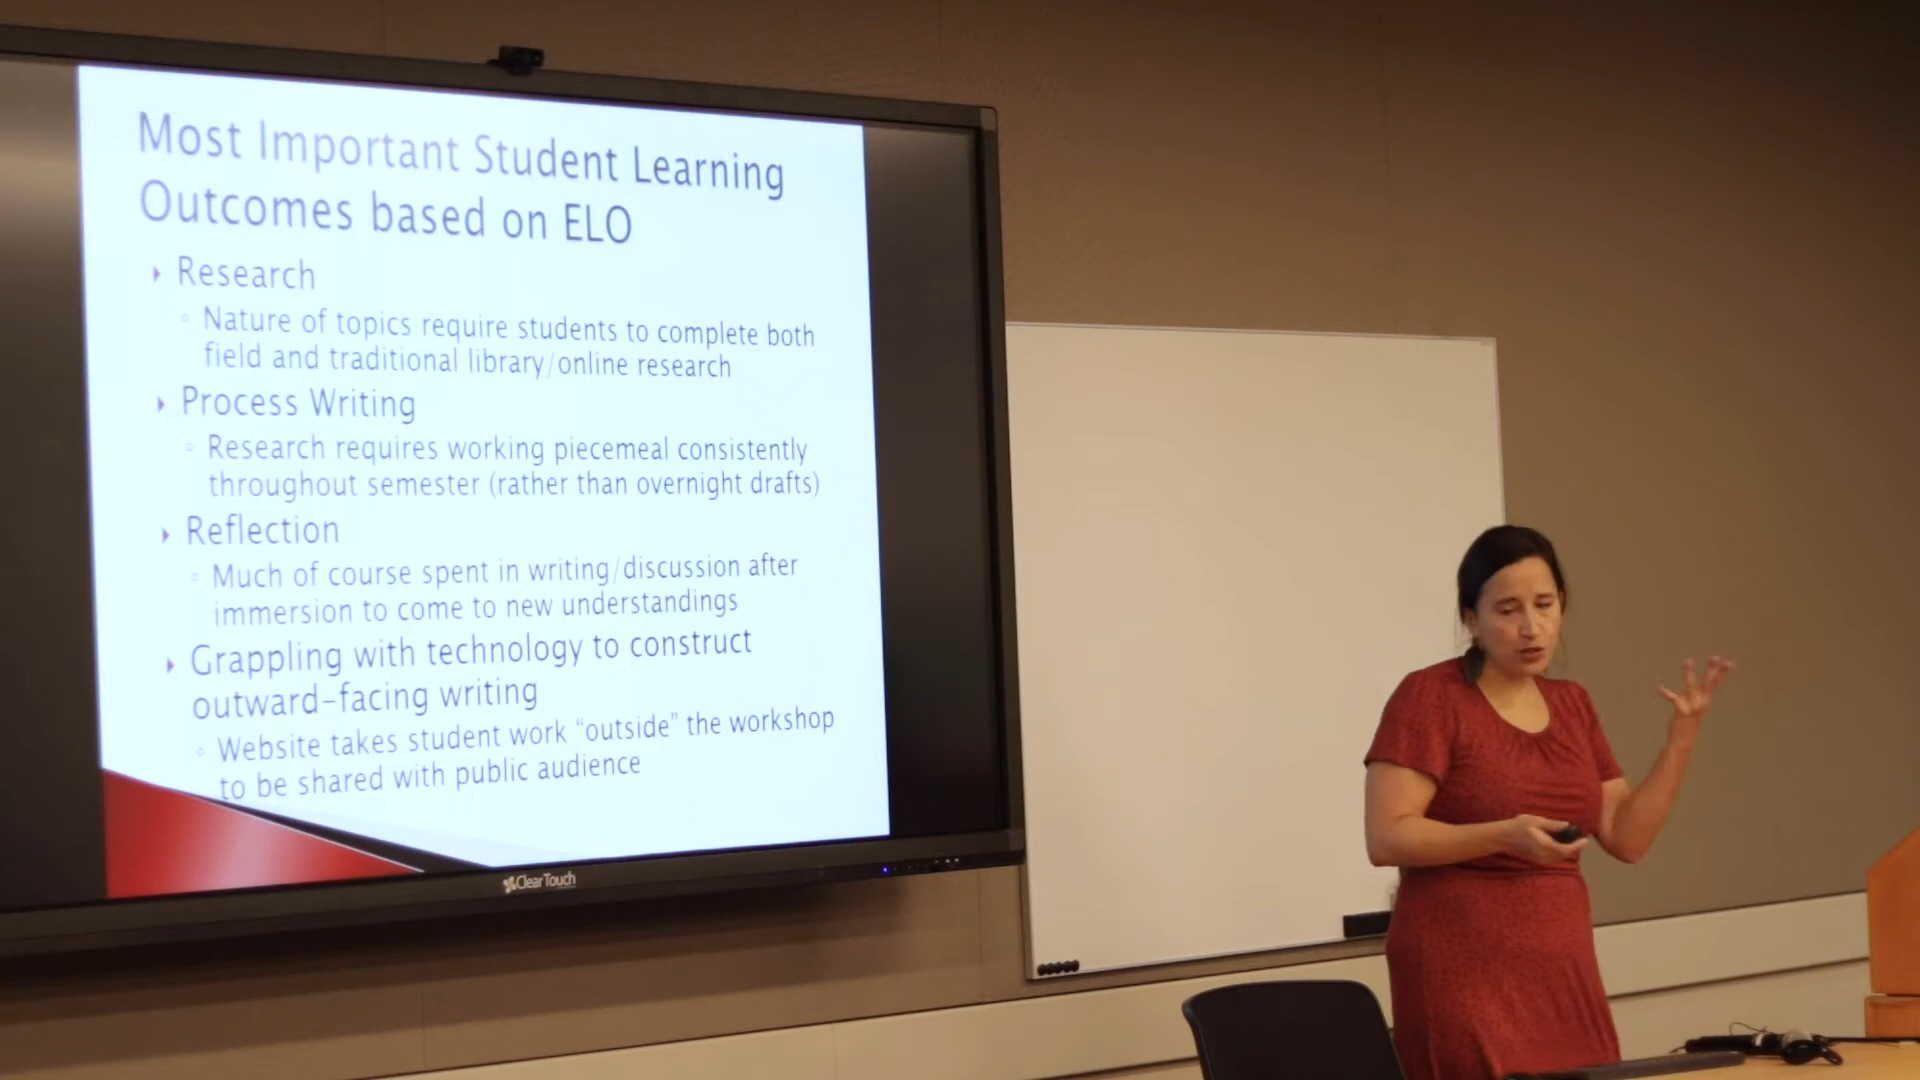 Most Important Student Learning
Outcomes based on ELO
Research
Nature of topics require students to complete both
field and traditional library/online research
Process Writing
Research requires working piecemeal consistently
throughout semester (rather than overnight drafts)
Reflection
Much of course spent in writing/discussion after
immersion to come to new understandings
Grappling with technology to construct
outward-facing writing
Website takes student work “outside” the workshop
to be shared with public audience
ClearTouch